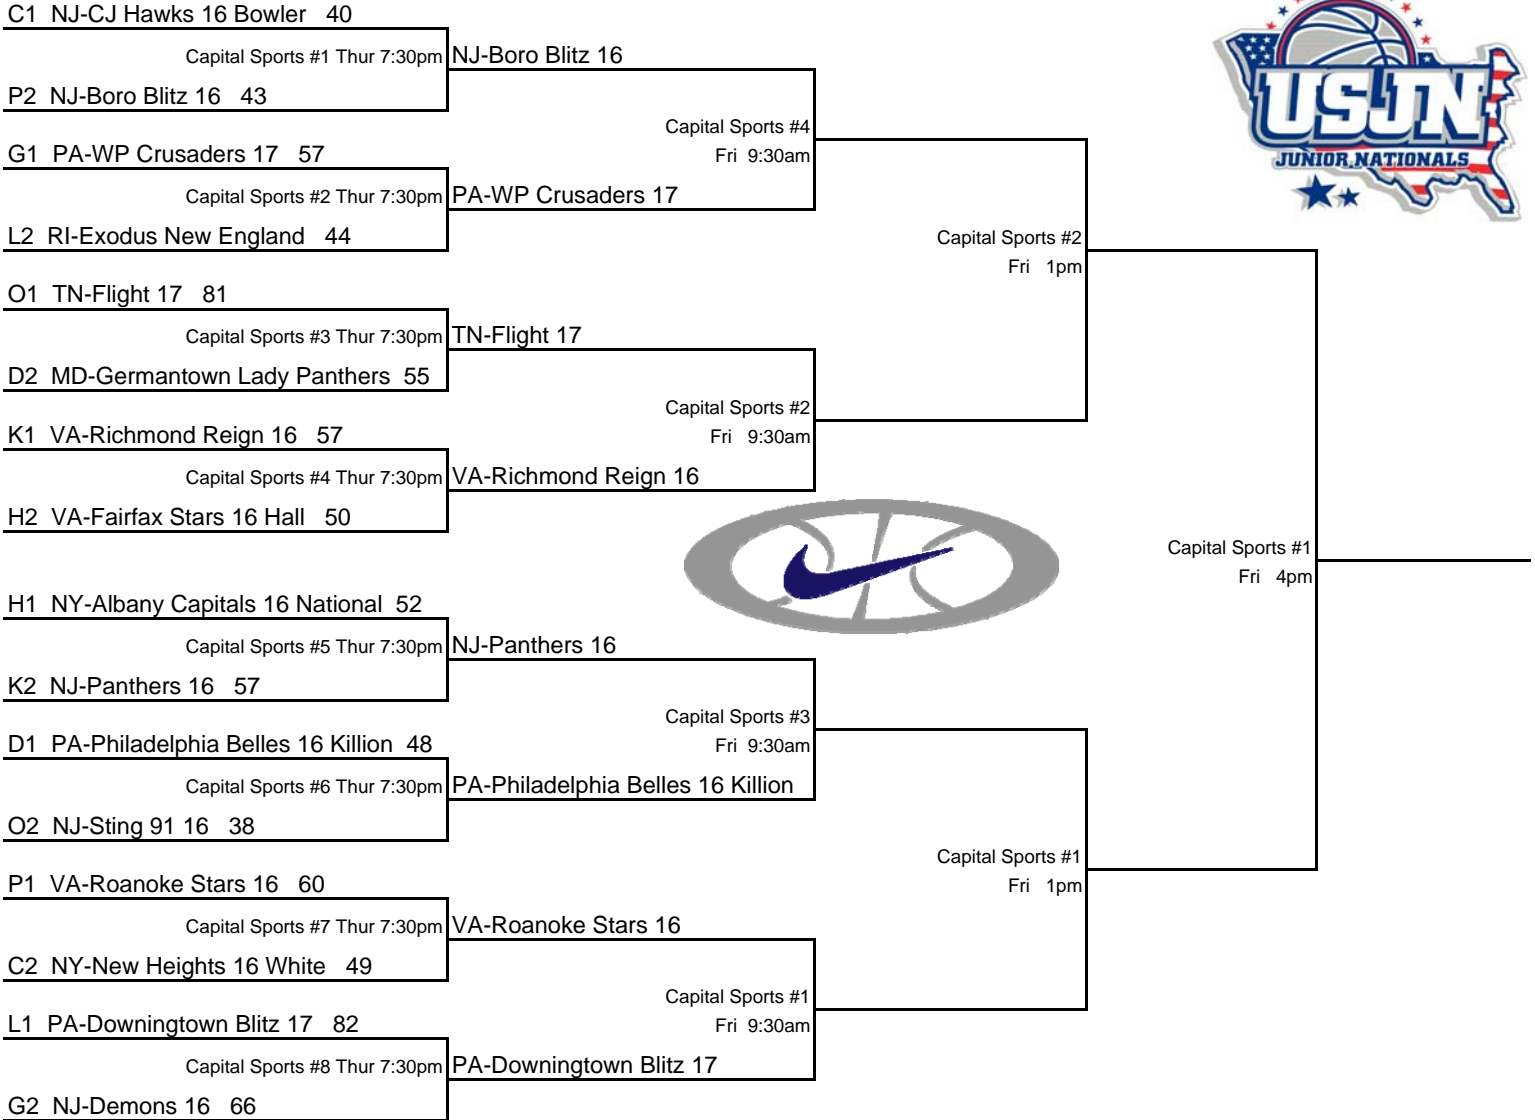 C1 NJ-CJ Hawks 16 Bowler 40
Capital Sports #1 Thur 7:30pm
NJ-Boro Blitz 16
P2 NJ-Boro Blitz 16 43
Capital Sports #4
Fri 9:30am
G1 PA-WP Crusaders 17 57
Capital Sports #2 Thur 7:30pm
PA-WP Crusaders 17
L2 RI-Exodus New England 44
Capital Sports #2
Fri 1pm
O1 TN-Flight 17 81
Capital Sports #3 Thur 7:30pm
TN-Flight 17
D2 MD-Germantown Lady Panthers 55
Capital Sports #2
Fri 9:30am
K1 VA-Richmond Reign 16 57
Capital Sports #4 Thur 7:30pm
VA-Richmond Reign 16
H2 VA-Fairfax Stars 16 Hall 50
Capital Sports #1
Fri 4pm
H1 NY-Albany Capitals 16 National 52
Capital Sports #5 Thur 7:30pm
NJ-Panthers 16
K2 NJ-Panthers 16 57
Capital Sports #3
Fri 9:30am
D1 PA-Philadelphia Belles 16 Killion 48
Capital Sports #6 Thur 7:30pm
PA-Philadelphia Belles 16 Killion
O2 NJ-Sting 91 16 38
Capital Sports #1
Fri 1pm
P1 VA-Roanoke Stars 16 60
Capital Sports #7 Thur 7:30pm
VA-Roanoke Stars 16
C2 NY-New Heights 16 White 49
Capital Sports #1
Fri 9:30am
L1 PA-Downingtown Blitz 17 82
Capital Sports #8 Thur 7:30pm
PA-Downingtown Blitz 17
G2 NJ-Demons 16 66
USJN
JUNIOR NATIONALS